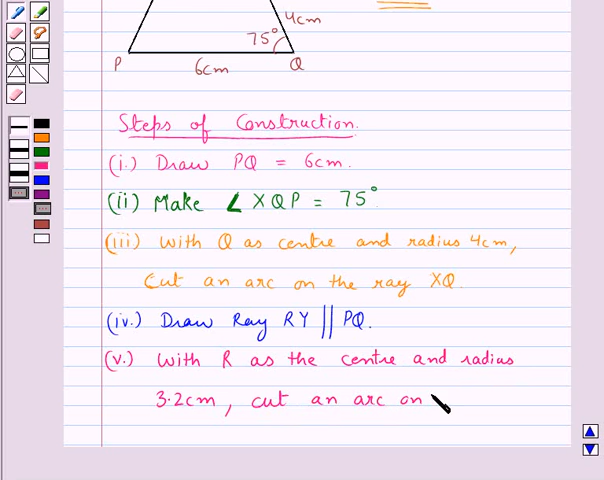 4cm
75°
P
6cm
Q
Steps of Construction.
(i.) Draw PQ = 6cm.
(ii) Make ∠XQP = 75°
(iii) With Q as centre and radius 4cm,
Cut an arc on the ray XQ.
(iv.) Draw Ray RY || PQ.
(v.) With R as the centre and radius
3.2cm, cut an arc on